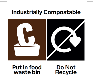 Industrially Compostable
Put in food
waste bin
Do Not
Recycle